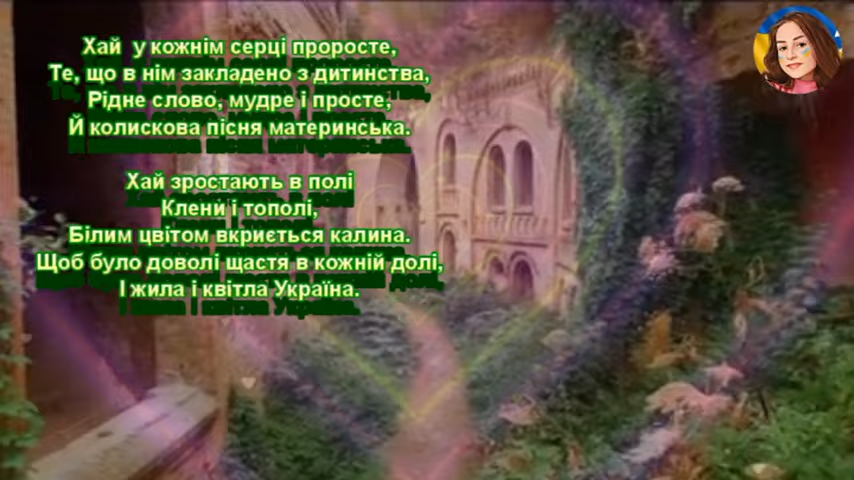 Хай у кожнім серці проросте,
Те, що в нім закладено з дитинства,
Рідне слово, мудре і просте,
Й колискова пісня материнська.
Хай зростають в полі
Клени і тополі,
Білим цвітом вкриється калина.
Щоб було доволі щастя в кожній долі,
І жила і квітла Україна.